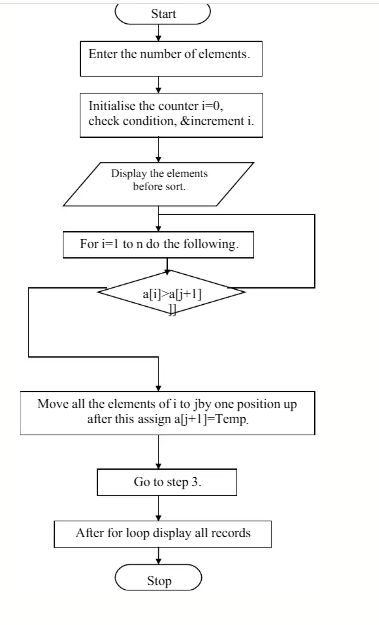 Start
Enter the number of elements.
Initialise the counter i=0,
check condition, &increment i.
Display the elements
before sort.
For i=1 to n do the following.
a[i]>a[j+1]
]]
Move all the elements of i to jby one position up
after this assign a[j+1]=Temp.
Go to step 3.
After for loop display all records
Stop